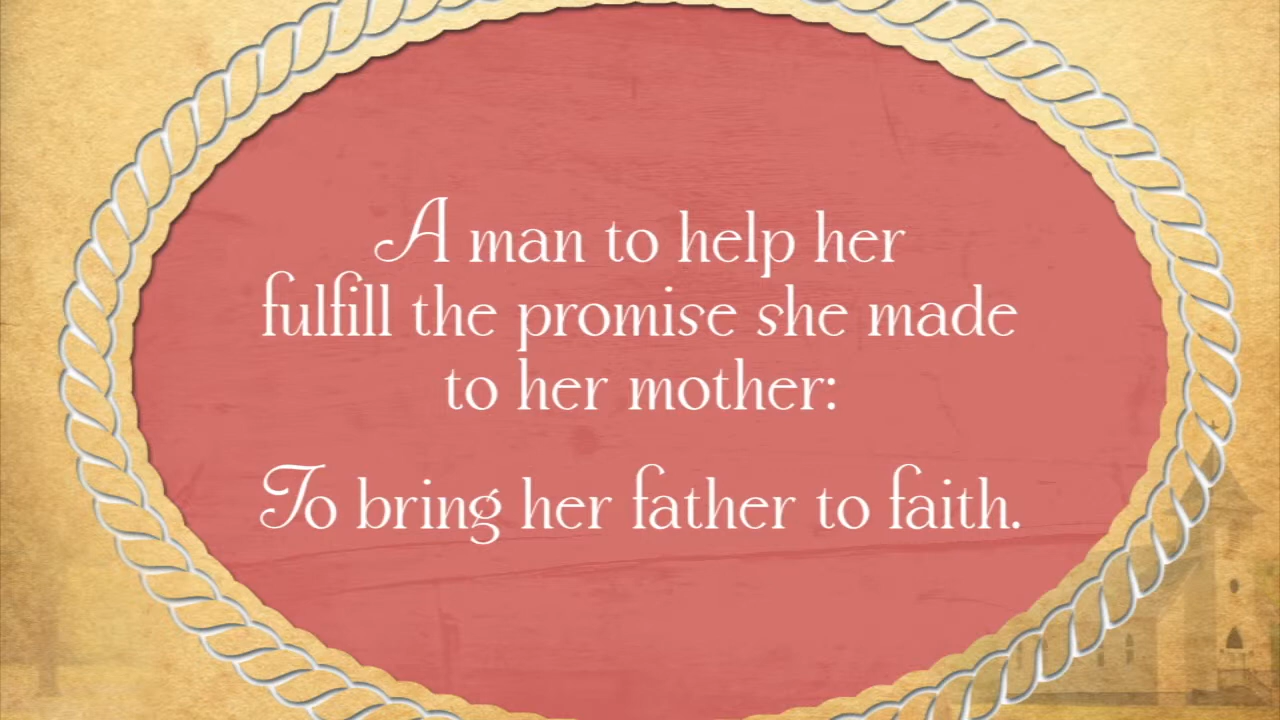 A man to help her
fulfill the promise she made
to her mother:
To bring her father to faith.